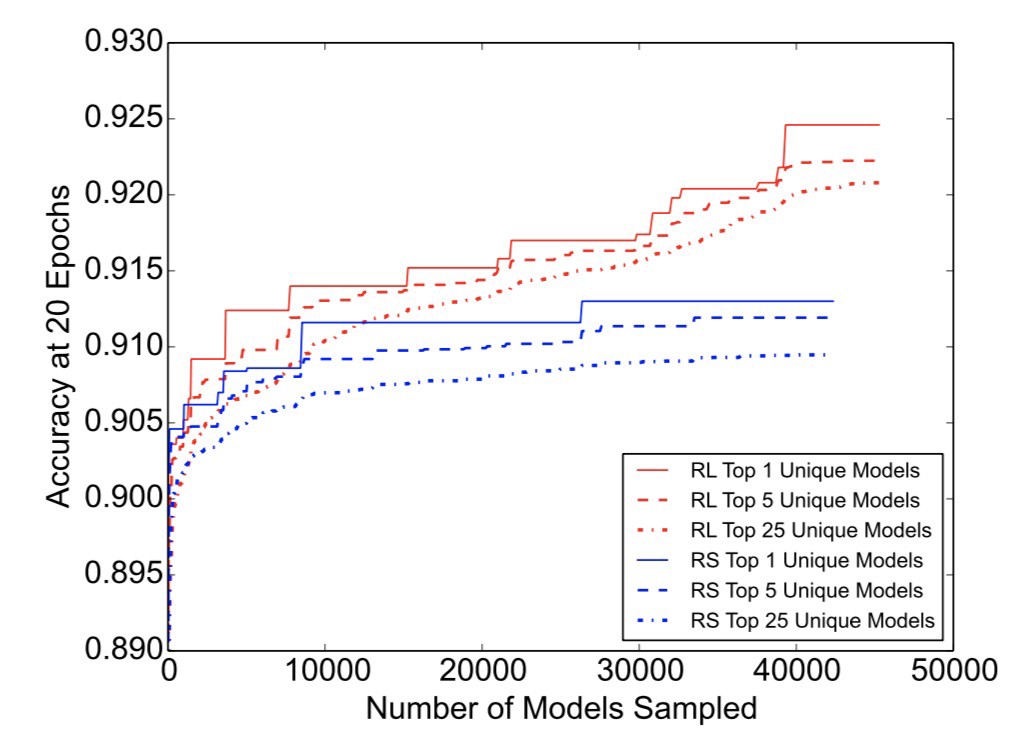 0.930
0.925
0.920
0.915
0.910
0.905
0.900
0.895
0.890
Accuracy at 20 Epochs
RL Top 1 Unique Models
RL Top 5 Unique Models
RL Top 25 Unique Models
RS Top 1 Unique Models
RS Top 5 Unique Models
RS Top 25 Unique Models
0 10000 20000 30000 40000 50000
Number of Models Sampled